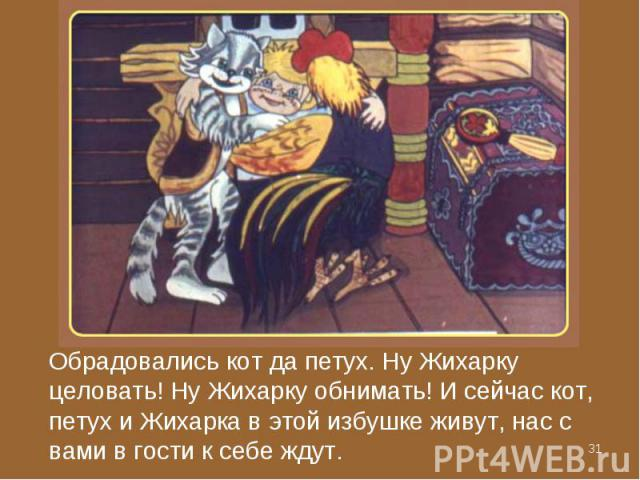 Обрадовались кот да петух. Ну Жихарку
целовать! Ну Жихарку обнимать! И сейчас кот,
петух и Жихарка в этой избушке живут, нас с
вами в гости к себе ждут.
31
PPt4WEB.ru